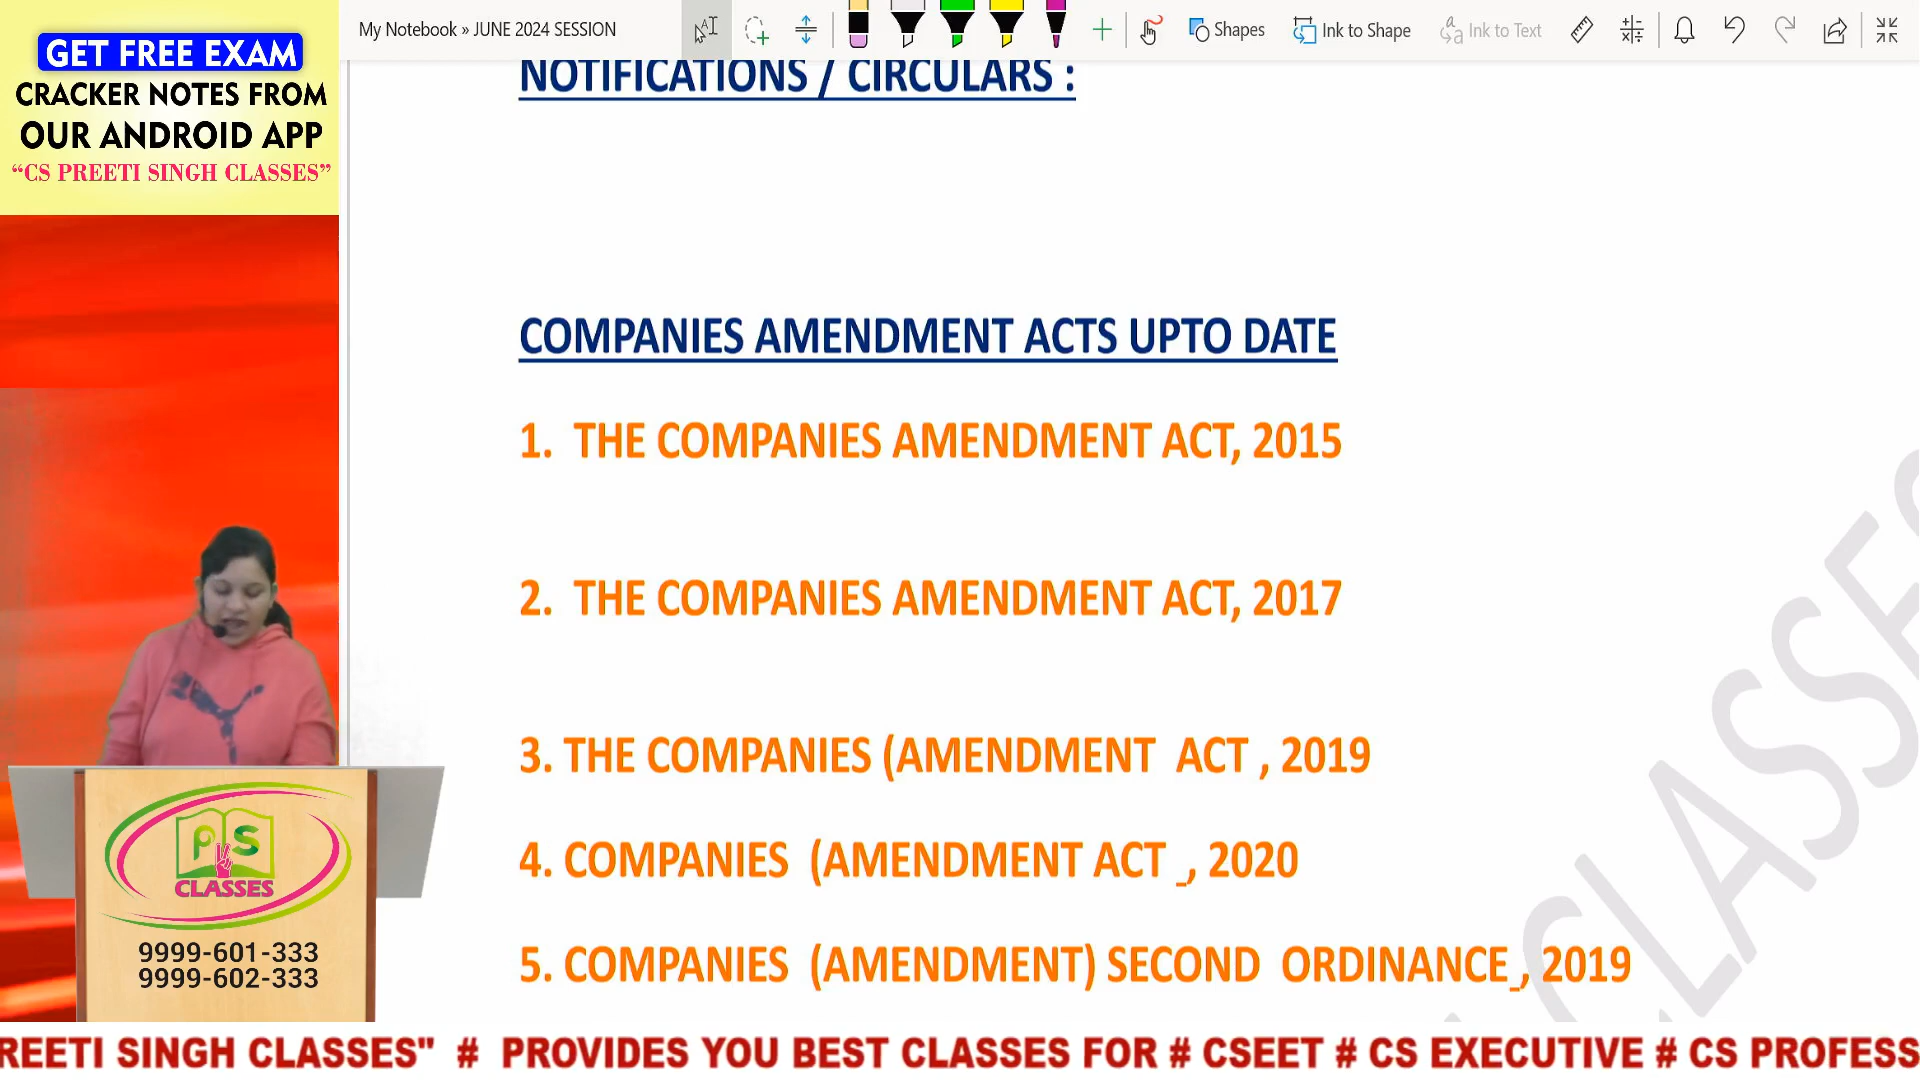 GET FREE EXAM
CRACKER NOTES FROM
OUR ANDROID APP
“CS PREETI SINGH CLASSES”
My Notebook » JUNE 2024 SESSION
Shapes
Ink to Shape
Ink to Text
NOTIFICATIONS / CIRCULARS :
COMPANIES AMENDMENT ACTS UPTO DATE
1. THE COMPANIES AMENDMENT ACT, 2015
2. THE COMPANIES AMENDMENT ACT, 2017
3. THE COMPANIES (AMENDMENT ACT , 2019
4. COMPANIES (AMENDMENT ACT _, 2020
5. COMPANIES (AMENDMENT) SECOND ORDINANCE_, 2019
CLASSES
PS
CLASSES
9999-601-333
9999-602-333
REETI SINGH CLASSES" # PROVIDES YOU BEST CLASSES FOR # CSEET # CS EXECUTIVE # CS PROFESS